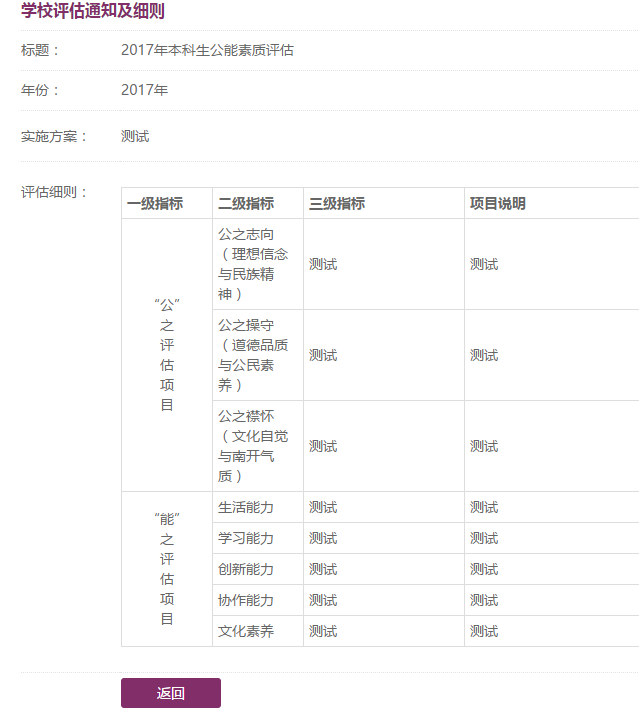 学校评估通知及细则
标题： 2017年本科生公能素质评估
年份： 2017年
实施方案： 测试
评估细则：
一级指标 二级指标 三级指标 项目说明
“公”
之
评
估
项
目
公之志向
（理想信念
与民族精
神）
测试 测试
公之操守
（道德品质
与公民素
养）
测试 测试
公之襟怀
（文化自觉
与南开气
质）
测试 测试
“能”
之
评
估
项
目
生活能力 测试 测试
学习能力 测试 测试
创新能力 测试 测试
协作能力 测试 测试
文化素养 测试 测试
返回